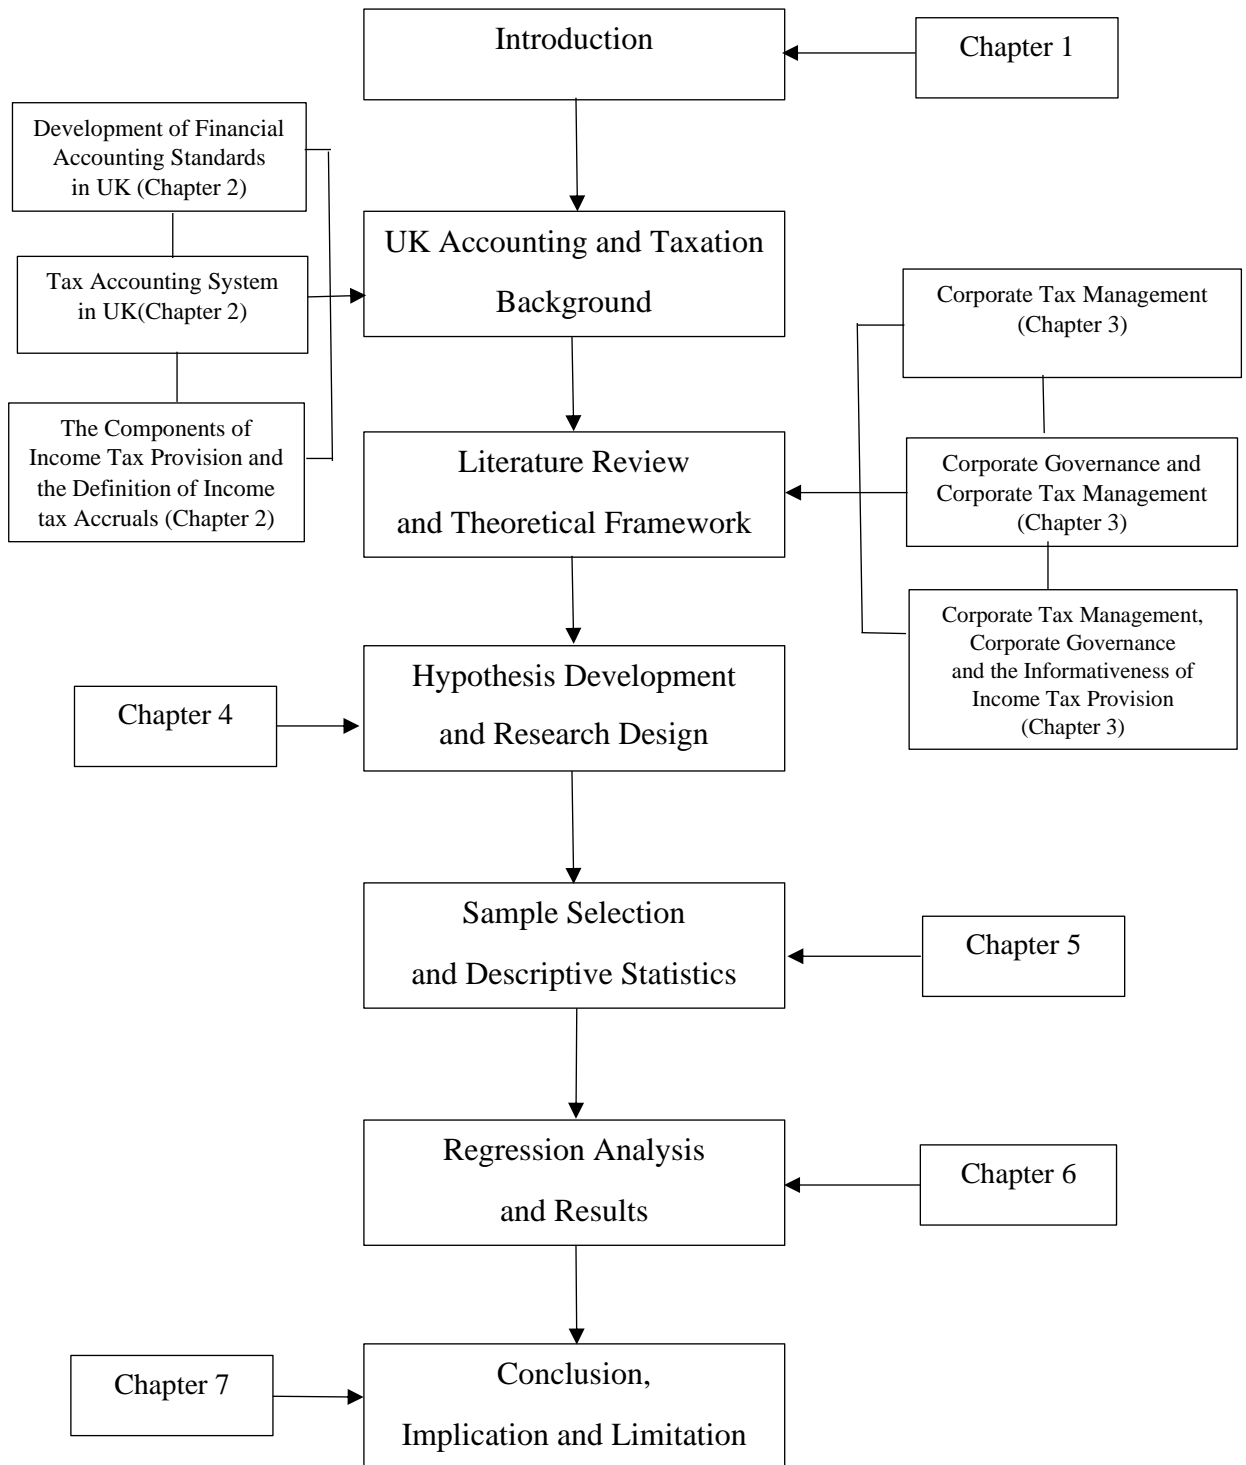 Introduction
Chapter 1
Development of Financial
Accounting Standards
in UK (Chapter 2)
UK Accounting and Taxation
Background
Tax Accounting System
in UK(Chapter 2)
The Components of
Income Tax Provision and
the Definition of Income
tax Accruals (Chapter 2)
Corporate Tax Management
(Chapter 3)
Literature Review
and Theoretical Framework
Corporate Governance and
Corporate Tax Management
(Chapter 3)
Corporate Tax Management,
Corporate Governance
and the Informativeness of
Income Tax Provision
(Chapter 3)
Hypothesis Development
and Research Design
Chapter 4
Sample Selection
and Descriptive Statistics
Chapter 5
Regression Analysis
and Results
Chapter 6
Conclusion,
Implication and Limitation
Chapter 7